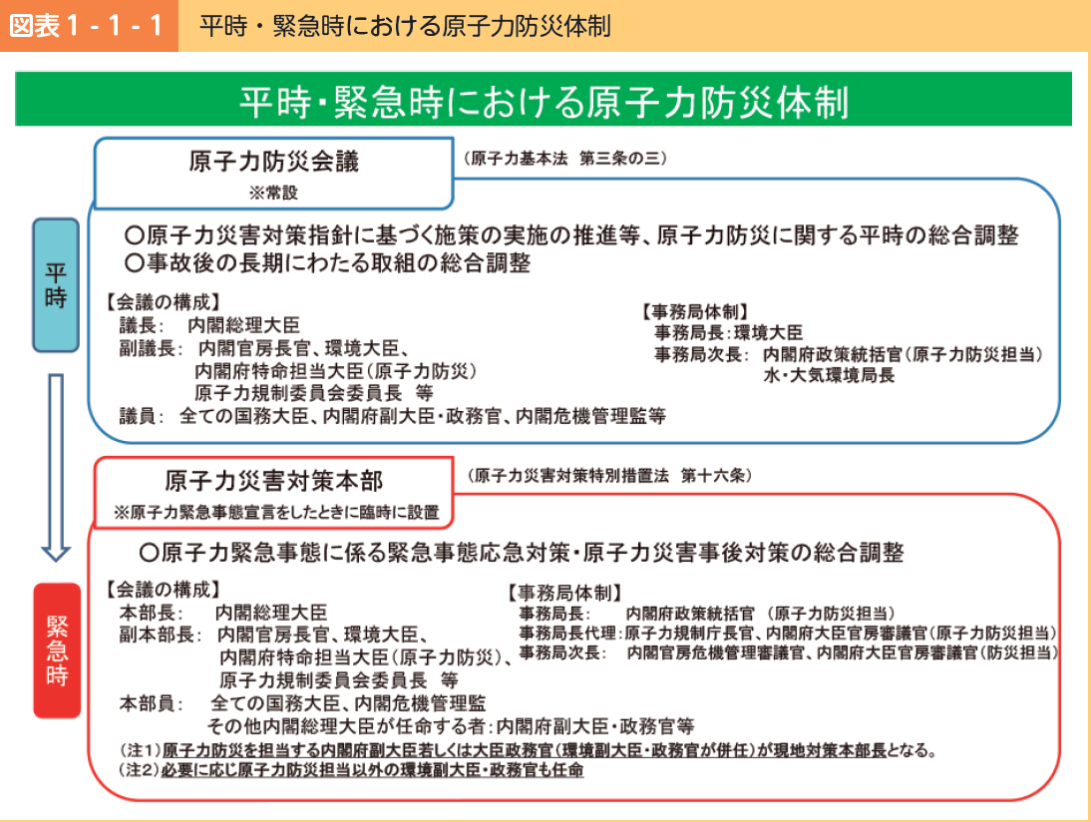 図表1-1-1 平時・緊急時における原子力防災体制
平時・緊急時における原子力防災体制
原子力防災会議
※常設
(原子力基本法 第三条の三)
平時
〇原子力災害対策指針に基づく施策の実施の推進等、原子力防災に関する平時の総合調整
〇事故後の長期にわたる取組の総合調整
【会議の構成】
議長: 内閣総理大臣
副議長: 内閣官房長官、環境大臣、
内閣府特命担当大臣(原子力防災)
原子力規制委員会委員長 等
議員: 全ての国務大臣、内閣府副大臣・政務官、内閣危機管理監等
【事務局体制】
事務局長:環境大臣
事務局次長: 内閣府政策統括官(原子力防災担当)
水・大気環境局長
原子力災害対策本部
※原子力緊急事態宣言をしたときに臨時に設置
(原子力災害対策特別措置法 第十六条)
緊急時
〇原子力緊急事態に係る緊急事態応急対策・原子力災害事後対策の総合調整
【会議の構成】
本部長: 内閣総理大臣
副本部長: 内閣官房長官、環境大臣、
内閣府特命担当大臣(原子力防災)、
原子力規制委員会委員長 等
本部員: 全ての国務大臣、内閣危機管理監
その他内閣総理大臣が任命する者:内閣府副大臣・政務官等
【事務局体制】
事務局長: 内閣府政策統括官 (原子力防災担当)
事務局長代理:原子力規制庁長官、内閣府大臣官房審議官(原子力防災担当)
事務局次長: 内閣官房危機管理審議官、内閣府大臣官房審議官(防災担当)
(注1)原子力防災を担当する内閣府副大臣若しくは大臣政務官(環境副大臣・政務官が併任)が現地対策本部長となる。
(注2)必要に応じ原子力防災担当以外の環境副大臣・政務官も任命